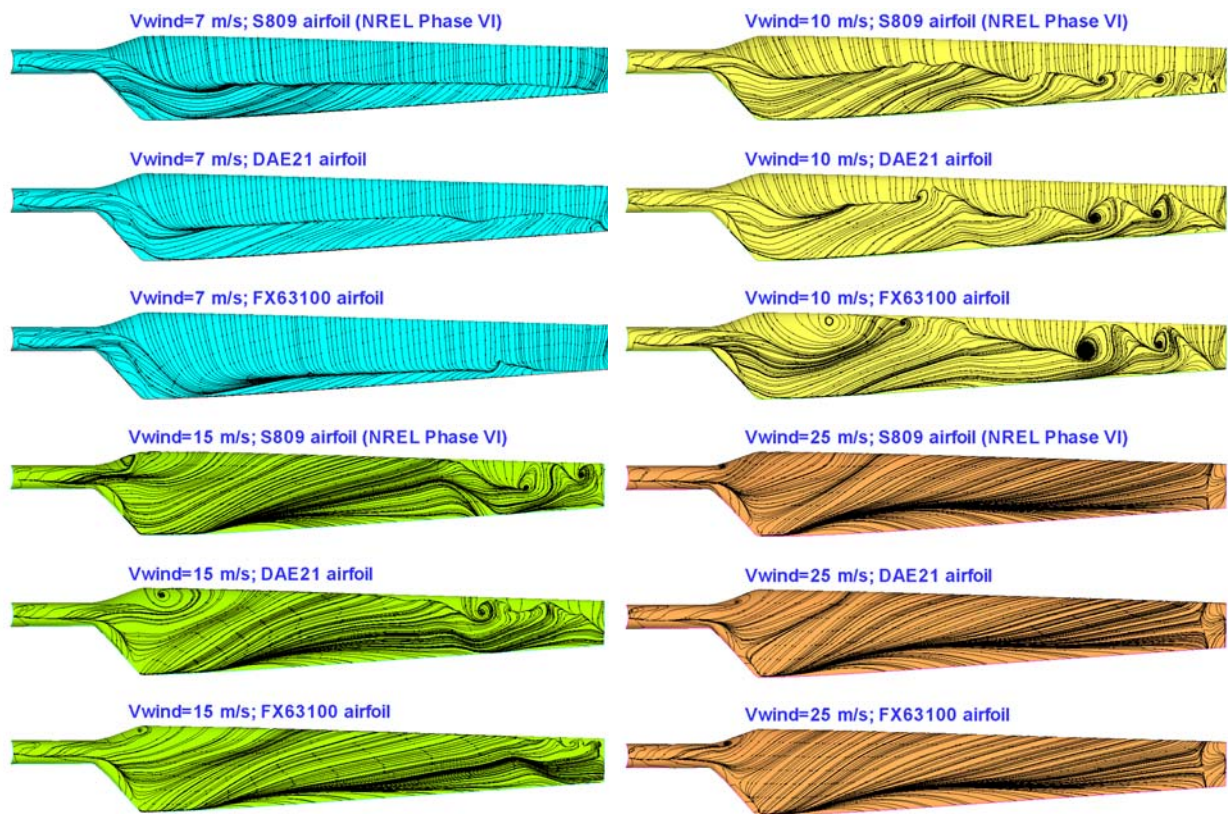 Vwind=7 m/s; S809 airfoil (NREL Phase VI)
Vwind=10 m/s; S809 airfoil (NREL Phase VI)
Vwind=7 m/s; DAE21 airfoil
Vwind=10 m/s; DAE21 airfoil
Vwind=7 m/s; FX63100 airfoil
Vwind=10 m/s; FX63100 airfoil
Vwind=15 m/s; S809 airfoil (NREL Phase VI)
Vwind=25 m/s; S809 airfoil (NREL Phase VI)
Vwind=15 m/s; DAE21 airfoil
Vwind=25 m/s; DAE21 airfoil
Vwind=15 m/s; FX63100 airfoil
Vwind=25 m/s; FX63100 airfoil